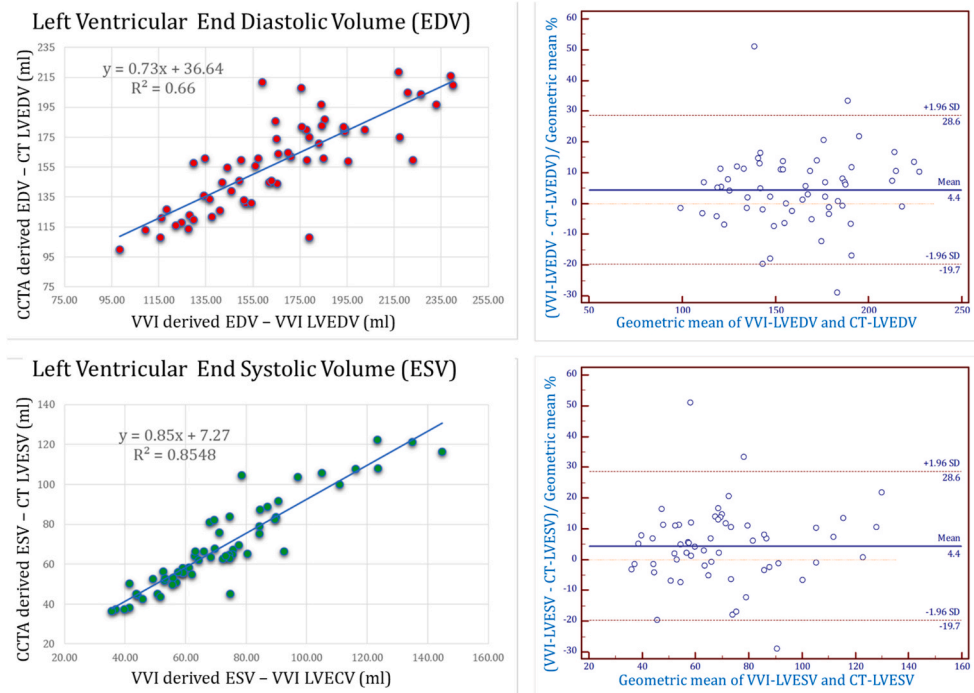 Left Ventricular End Diastolic Volume (EDV)
CCTA derived EDV – CT LVEDV (ml)
235
215
195
175
155
135
115
95
75
y = 0.73x + 36.64
R² = 0.66
75.00 95.00 115.00 135.00 155.00 175.00 195.00 215.00 235.00 255.00
VVI derived EDV – VVI LVEDV (ml)
(VVI-LVEDV - CT-LVEDV)/ Geometric mean %
60
50
40
30
20
10
0
-10
-20
-30
+1.96 SD
28.6
Mean
4.4
-1.96 SD
-19.7
50 100 150 200 250
Geometric mean of VVI-LVEDV and CT-LVEDV
Left Ventricular End Systolic Volume (ESV)
CCTA derived ESV – CT LVESV (ml)
140
120
100
80
60
40
20
y = 0.85x + 7.27
R² = 0.8548
20.00 40.00 60.00 80.00 100.00 120.00 140.00 160.00
VVI derived ESV – VVI LVECV (ml)
(VVI-LVESV - CT-LVESV)/ Geometric mean %
60
50
40
30
20
10
0
-10
-20
-30
+1.96 SD
28.6
Mean
4.4
-1.96 SD
-19.7
20 40 60 80 100 120 140 160
Geometric mean of VVI-LVESV and CT-LVESV